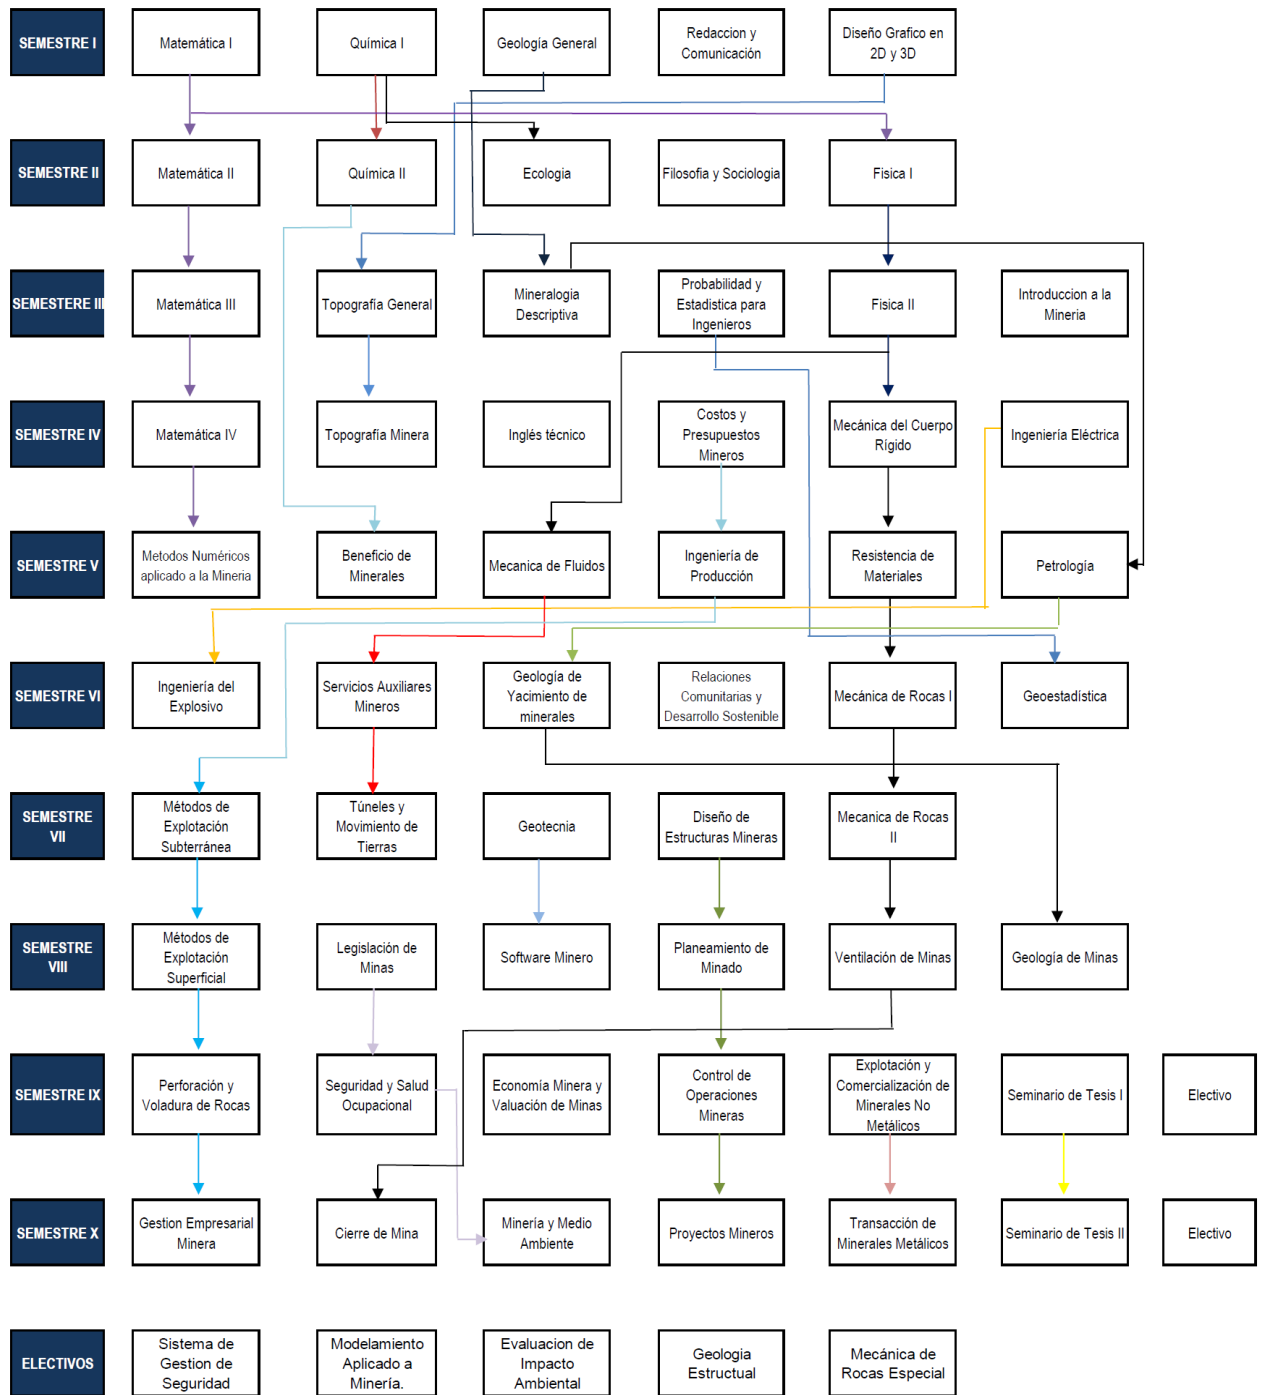 SEMESTRE I
Matemática I
Química I
Geología General
Redaccion y
Comunicación
Diseño Grafico en
2D y 3D
SEMESTRE II
Matemática II
Química II
Ecologia
Filosofia y Sociologia
Fisica I
SEMESTERE III
Matemática III
Topografía General
Mineralogia
Descriptiva
Probabilidad y
Estadistica para
Ingenieros
Fisica II
Introduccion a la
Mineria
SEMESTRE IV
Matemática IV
Topografía Minera
Inglés técnico
Costos y
Presupuestos
Mineros
Mecánica del Cuerpo
Rígido
Ingeniería Eléctrica
SEMESTRE V
Metodos Numéricos
aplicado a la Mineria
Beneficio de
Minerales
Mecanica de Fluidos
Ingeniería de
Producción
Resistencia de
Materiales
Petrología
SEMESTRE VI
Ingeniería del
Explosivo
Servicios Auxiliares
Mineros
Geología de
Yacimiento de
minerales
Relaciones
Comunitarias y
Desarrollo Sostenible
Mecánica de Rocas I
Geoestadística
SEMESTRE
VII
Métodos de
Explotación
Subterránea
Túneles y
Movimiento de
Tierras
Geotecnia
Diseño de
Estructuras Mineras
Mecanica de Rocas
II
SEMESTRE
VIII
Métodos de
Explotación
Superficial
Legislación de
Minas
Software Minero
Planeamiento de
Minado
Ventilación de Minas
Geología de Minas
SEMESTRE IX
Perforación y
Voladura de Rocas
Seguridad y Salud
Ocupacional
Economía Minera y
Valuación de Minas
Control de
Operaciones
Mineras
Explotación y
Comercialización de
Minerales No
Metálicos
Seminario de Tesis I
Electivo
SEMESTRE X
Gestion Empresarial
Minera
Cierre de Mina
Minería y Medio
Ambiente
Proyectos Mineros
Transacción de
Minerales Metálicos
Seminario de Tesis II
Electivo
ELECTIVOS
Sistema de
Gestion de
Seguridad
Modelamiento
Aplicado a
Minería.
Evaluacion de
Impacto
Ambiental
Geologia
Estructual
Mecánica de
Rocas Especial